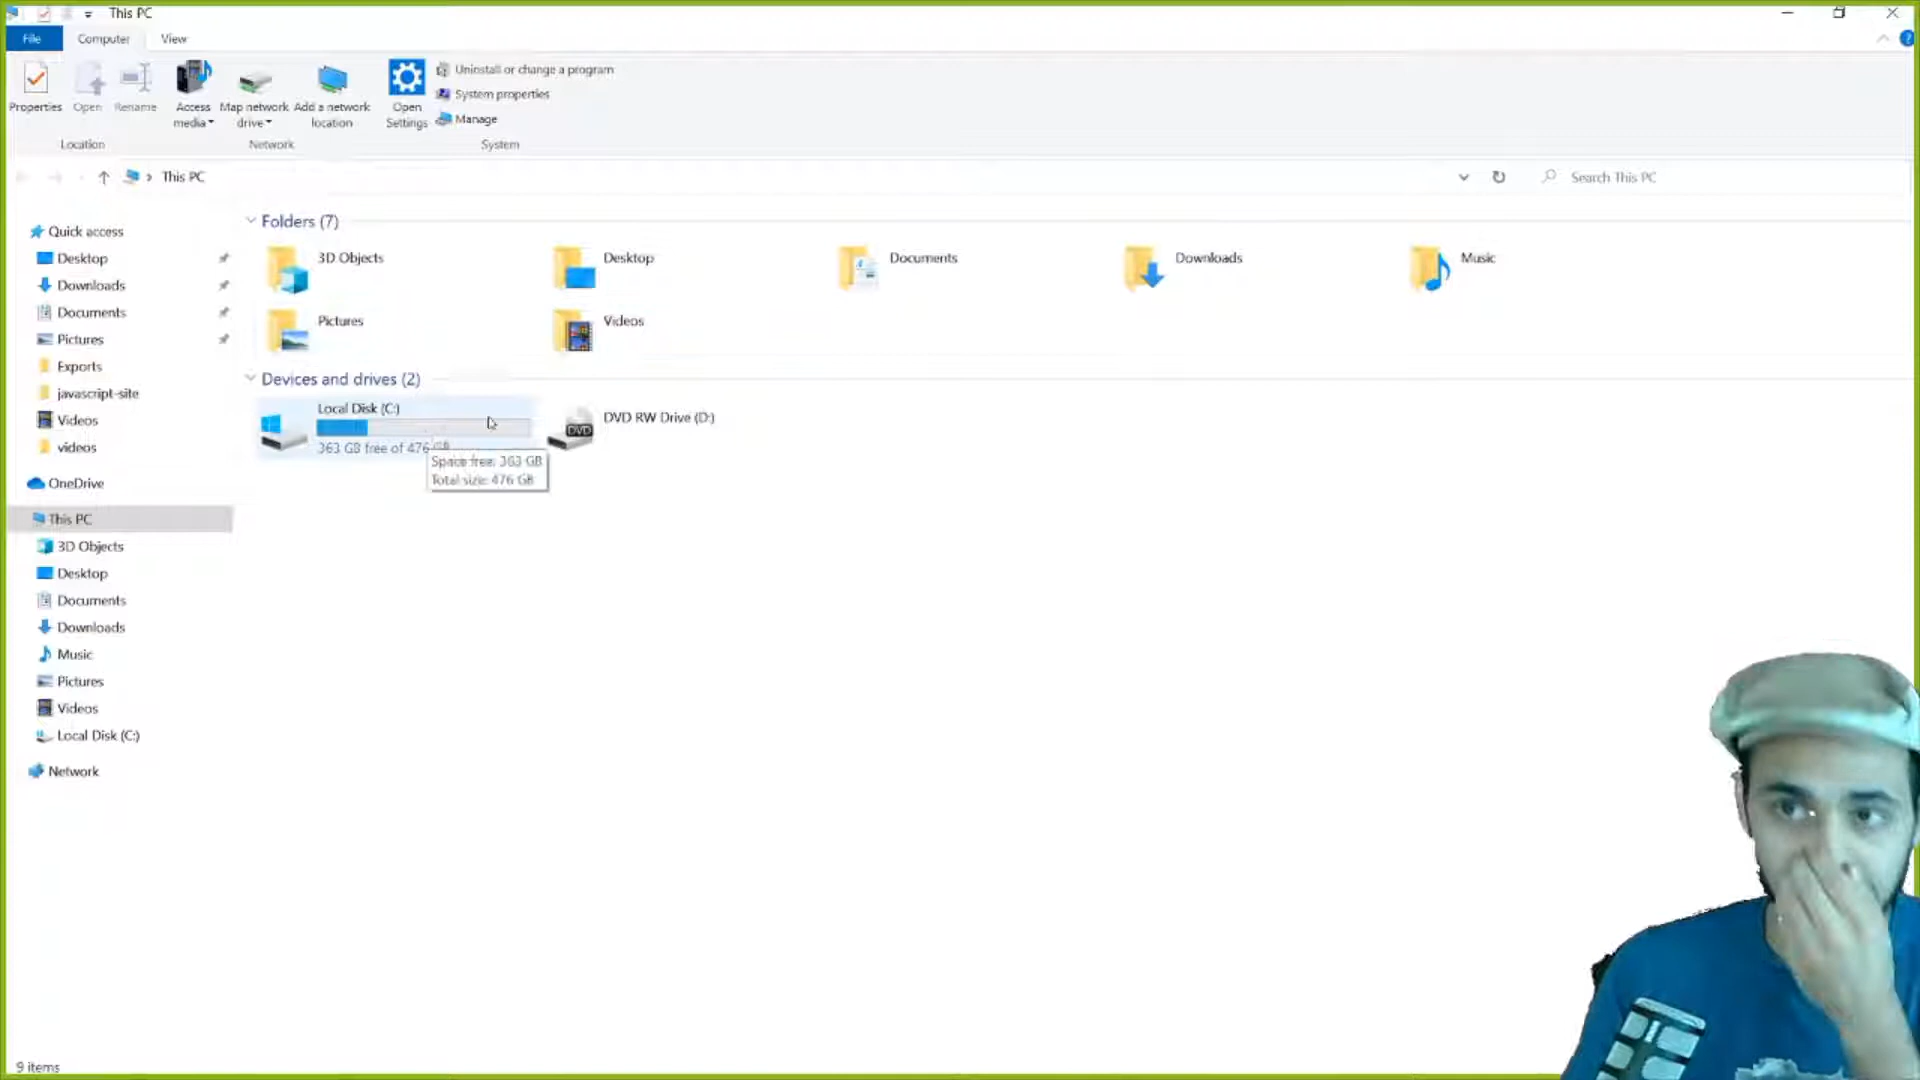 This PC
File
Computer
View
Properties
Open
Rename
Access media
Map network drive
Add a network location
Open Settings
Uninstall or change a program
System properties
Manage
Location
Network
System
This PC
Search This PC
Quick access
Desktop
Downloads
Documents
Pictures
Exports
javascript-site
Videos
videos
OneDrive
This PC
3D Objects
Desktop
Documents
Downloads
Music
Pictures
Videos
Local Disk (C:)
Network
Folders (7)
3D Objects
Desktop
Documents
Downloads
Music
Pictures
Videos
Devices and drives (2)
Local Disk (C:)
363 GB free of 476 GB
Space free: 363 GB
Total size: 476 GB
DVD
DVD RW Drive (D:)
9 items